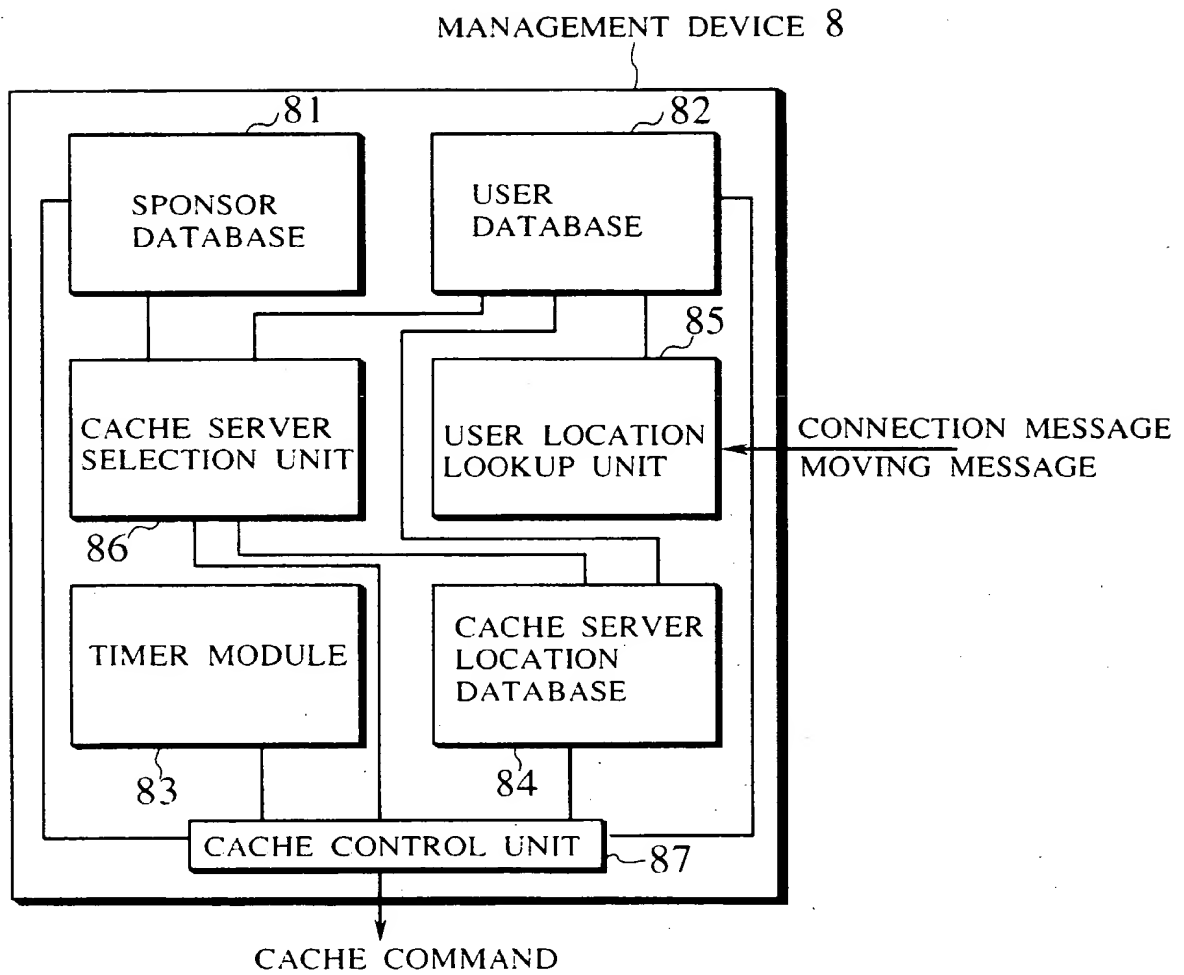 MANAGEMENT DEVICE 8
81
82
SPONSOR
DATABASE
USER
DATABASE
85
CACHE SERVER
SELECTION UNIT
USER LOCATION
LOOKUP UNIT
CONNECTION MESSAGE
MOVING MESSAGE
86
TIMER MODULE
CACHE SERVER
LOCATION
DATABASE
83
84
CACHE CONTROL UNIT
87
CACHE COMMAND